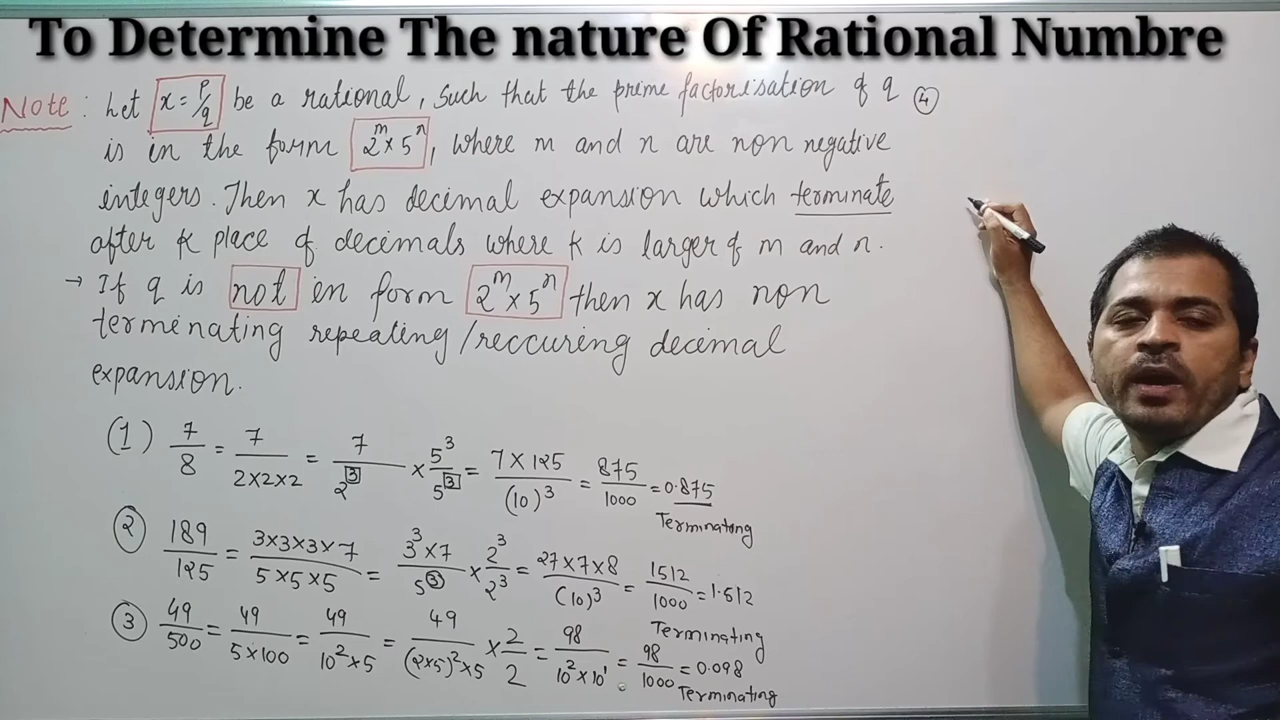 To Determine The nature Of Rational Numbre
Note : Let x = p/q be a rational, such that the prime factorisation of q ④
is in the form 2^m × 5^n, where m and n are non negative
integers. Then x has decimal expansion which terminate
after k place of decimals where k is larger of m and n.
→ If q is not in form 2^m × 5^n then x has non
terminating repeating/reccuring decimal
expansion.
(1) 7/8 = 7/(2×2×2) = 7/2^3 × 5^3/5^3 = (7×125)/(10)^3 = 875/1000 = 0.875
Terminating
② 189/125 = (3×3×3×7)/(5×5×5) = (3^3×7)/5^3 × 2^3/2^3 = (27×7×8)/(10)^3 = 1512/1000 = 1.512
Terminating
③ 49/500 = 49/(5×100) = 49/(10^2×5) = 49/((2×5)^2×5) × 2/2 = 98/(10^2×10^1) = 98/1000 = 0.098
Terminating